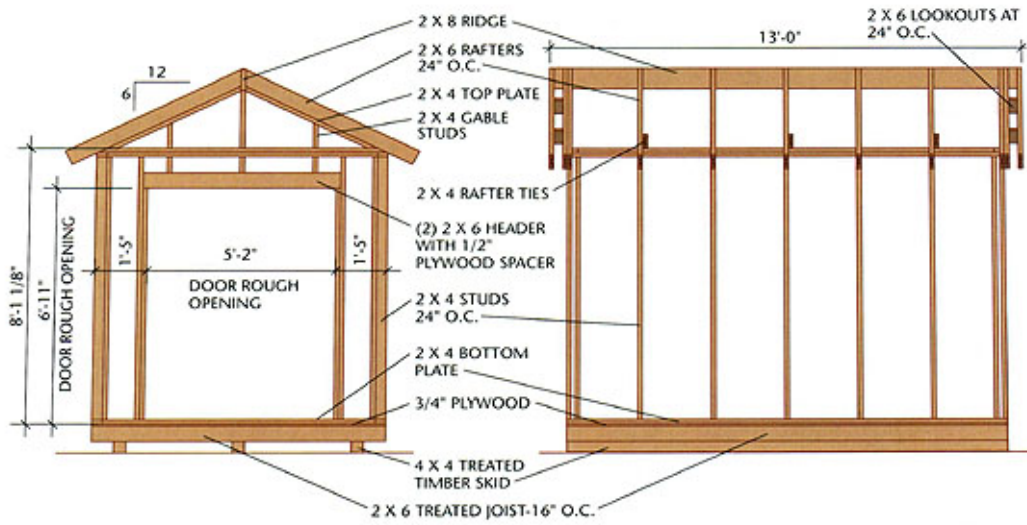 2 X 8 RIDGE
2 X 6 LOOKOUTS AT
24" O.C.
13'-0"
2 X 6 RAFTERS
24" O.C.
12
6
2 X 4 TOP PLATE
2 X 4 GABLE
STUDS
2 X 4 RAFTER TIES
(2) 2 X 6 HEADER
WITH 1/2"
PLYWOOD SPACER
8'-1 1/8"
6'-11"
DOOR ROUGH OPENING
1'-5"
5'-2"
1'-5"
DOOR ROUGH
OPENING
2 X 4 STUDS
24" O.C.
2 X 4 BOTTOM
PLATE
3/4" PLYWOOD
4 X 4 TREATED
TIMBER SKID
2 X 6 TREATED JOIST-16" O.C.